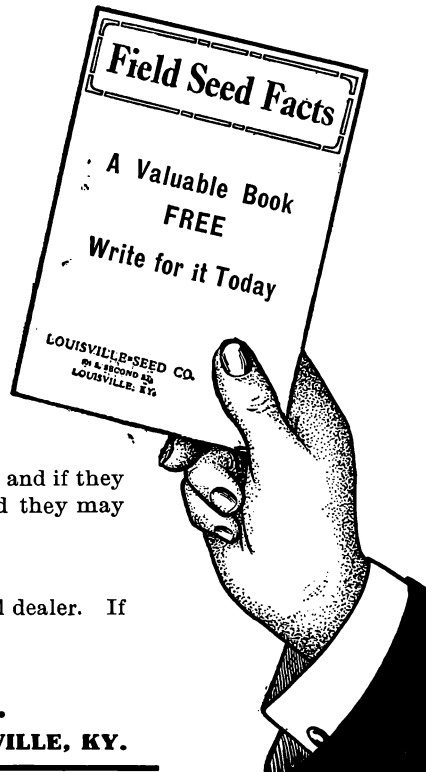 Field Seed Facts
A Valuable Book
FREE
Write for it Today
LOUISVILLE SEED CO.
SECOND
LOUISVILLE, KY.
and if they
they may
dealer. If
VILLE, KY.